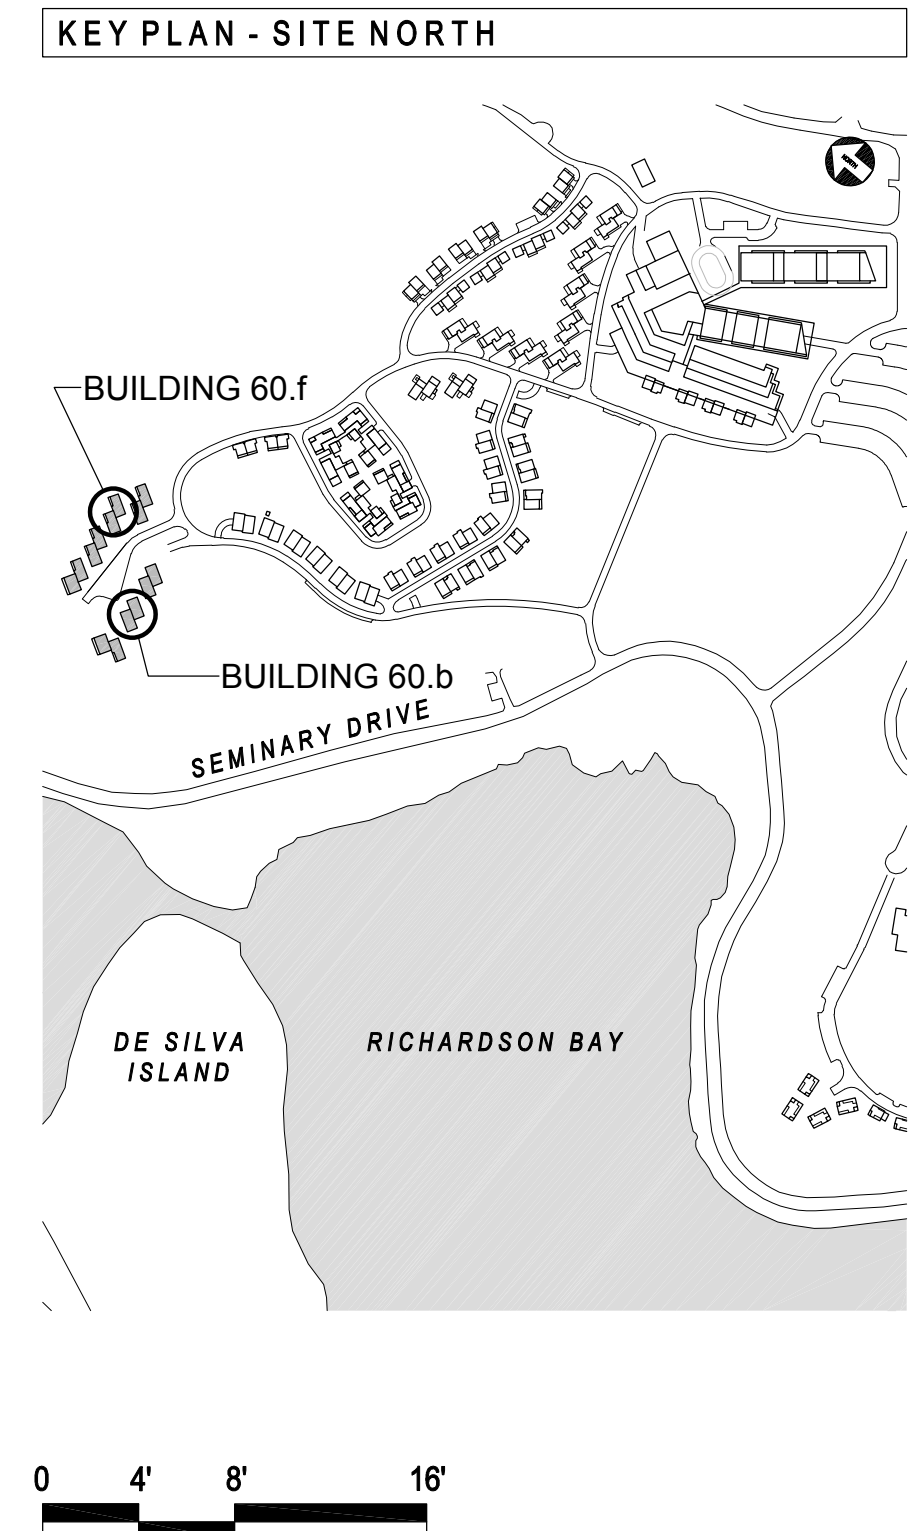 KEY PLAN - SITE NORTH
NORTH
BUILDING 60.f
BUILDING 60.b
SEMINARY DRIVE
DE SILVA
ISLAND
RICHARDSON BAY
0 4' 8' 16'